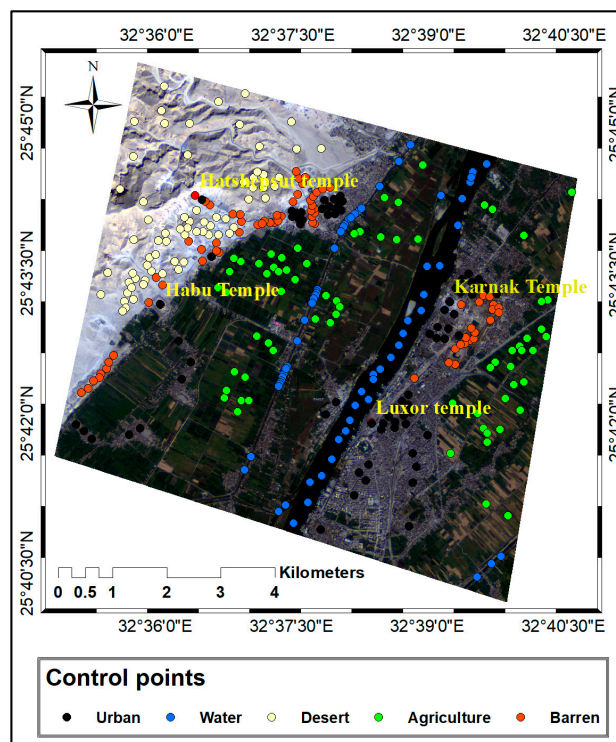 32°36'0"E 32°37'30"E 32°39'0"E 32°40'30"E
N
25°45'0"N 25°45'0"N
Hatshepsut temple
25°43'30"N 25°43'30"N
Habu Temple Karnak Temple
Luxor temple
25°42'0"N 25°42'0"N
25°40'30"N 25°40'30"N
Kilometers
0 0.5 1 2 3 4
32°36'0"E 32°37'30"E 32°39'0"E 32°40'30"E
Control points
Urban Water Desert Agriculture Barren